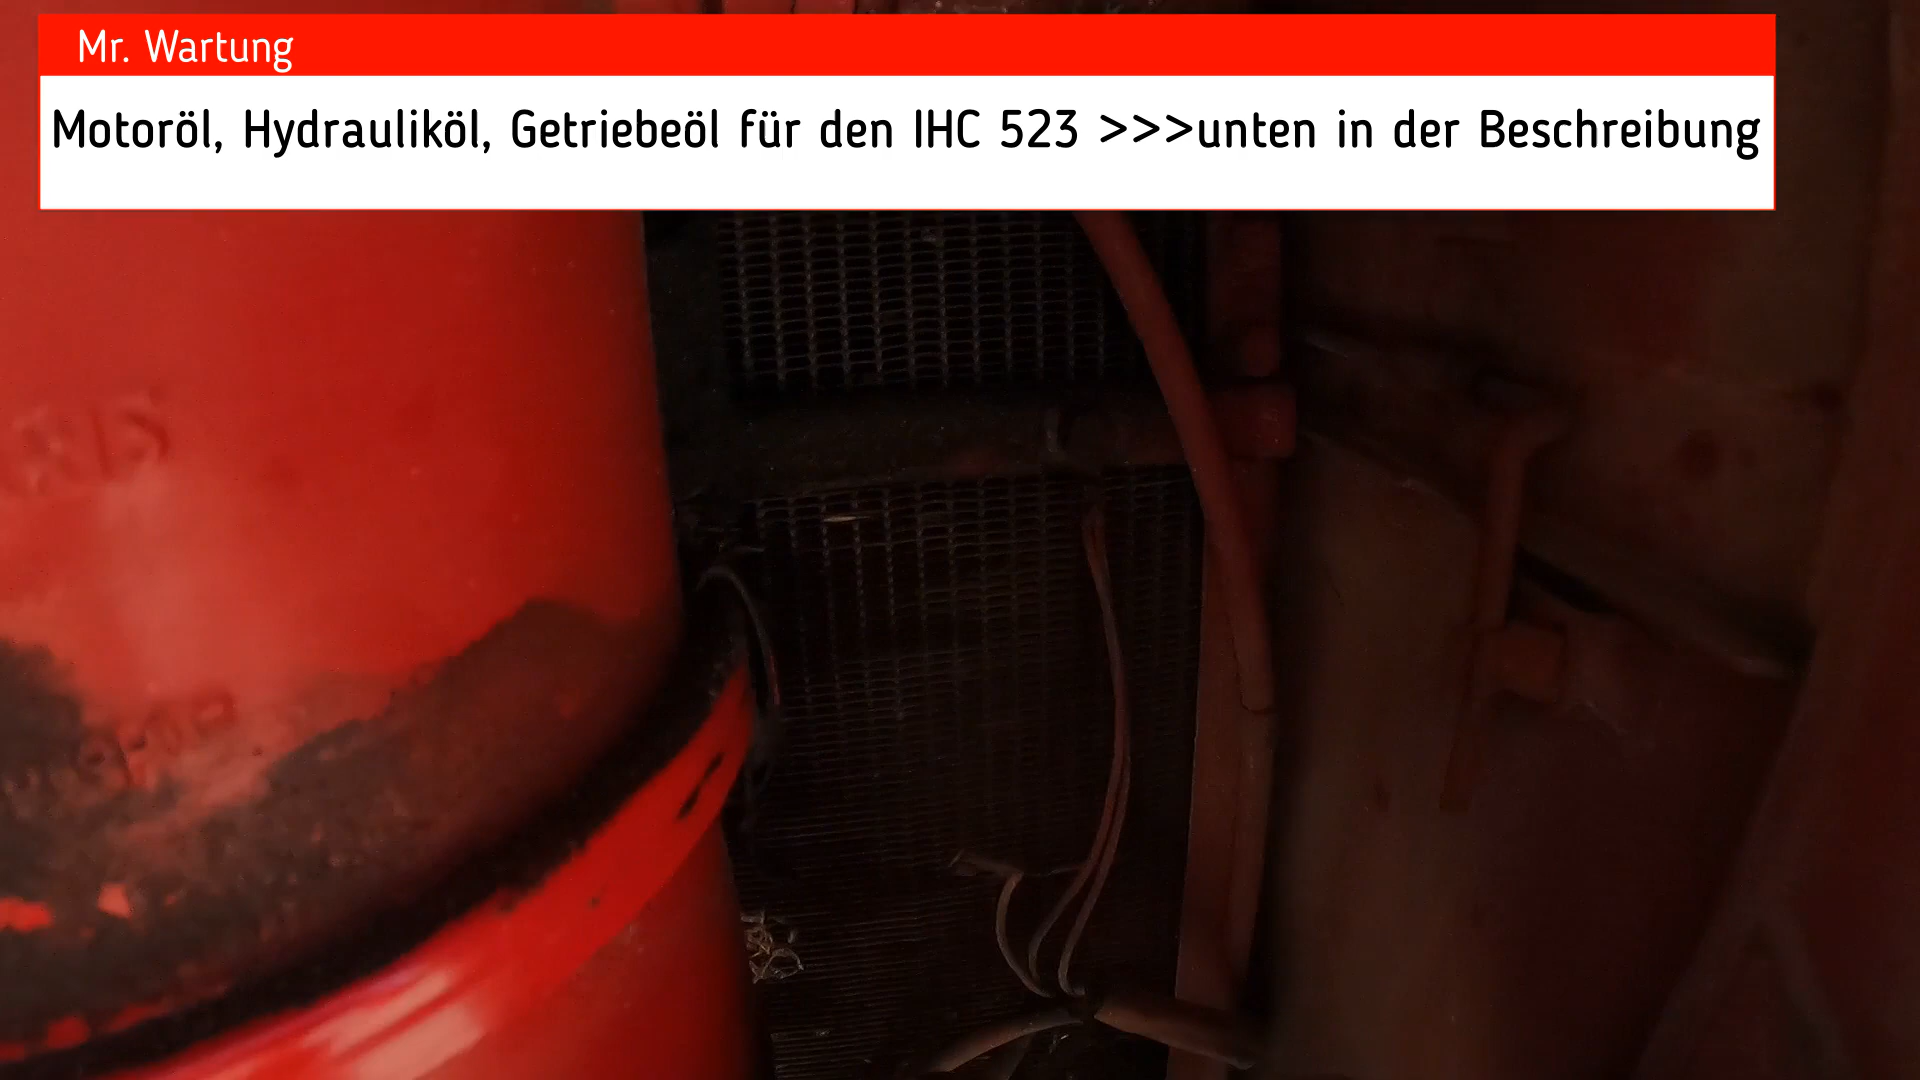 Mr. Wartung
Motoröl, Hydrauliköl, Getriebeöl für den IHC 523 >>>unten in der Beschreibung